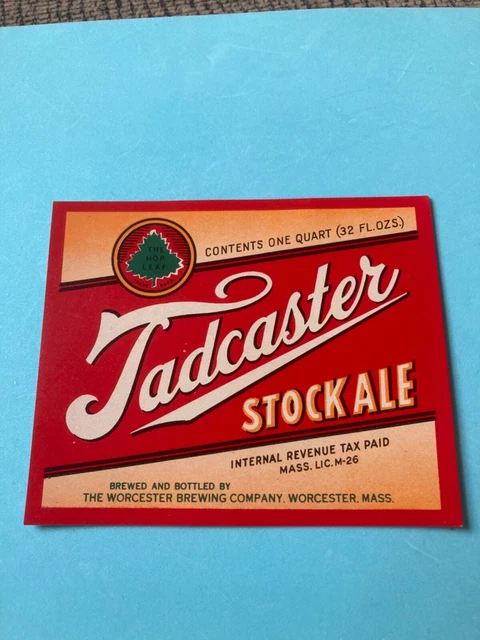 THE
HOP
LEAF
CONTENTS ONE QUART (32 FL.OZS.)
Tadcaster
STOCK ALE
INTERNAL REVENUE TAX PAID
MASS. LIC. M-26
BREWED AND BOTTLED BY
THE WORCESTER BREWING COMPANY, WORCESTER, MASS.